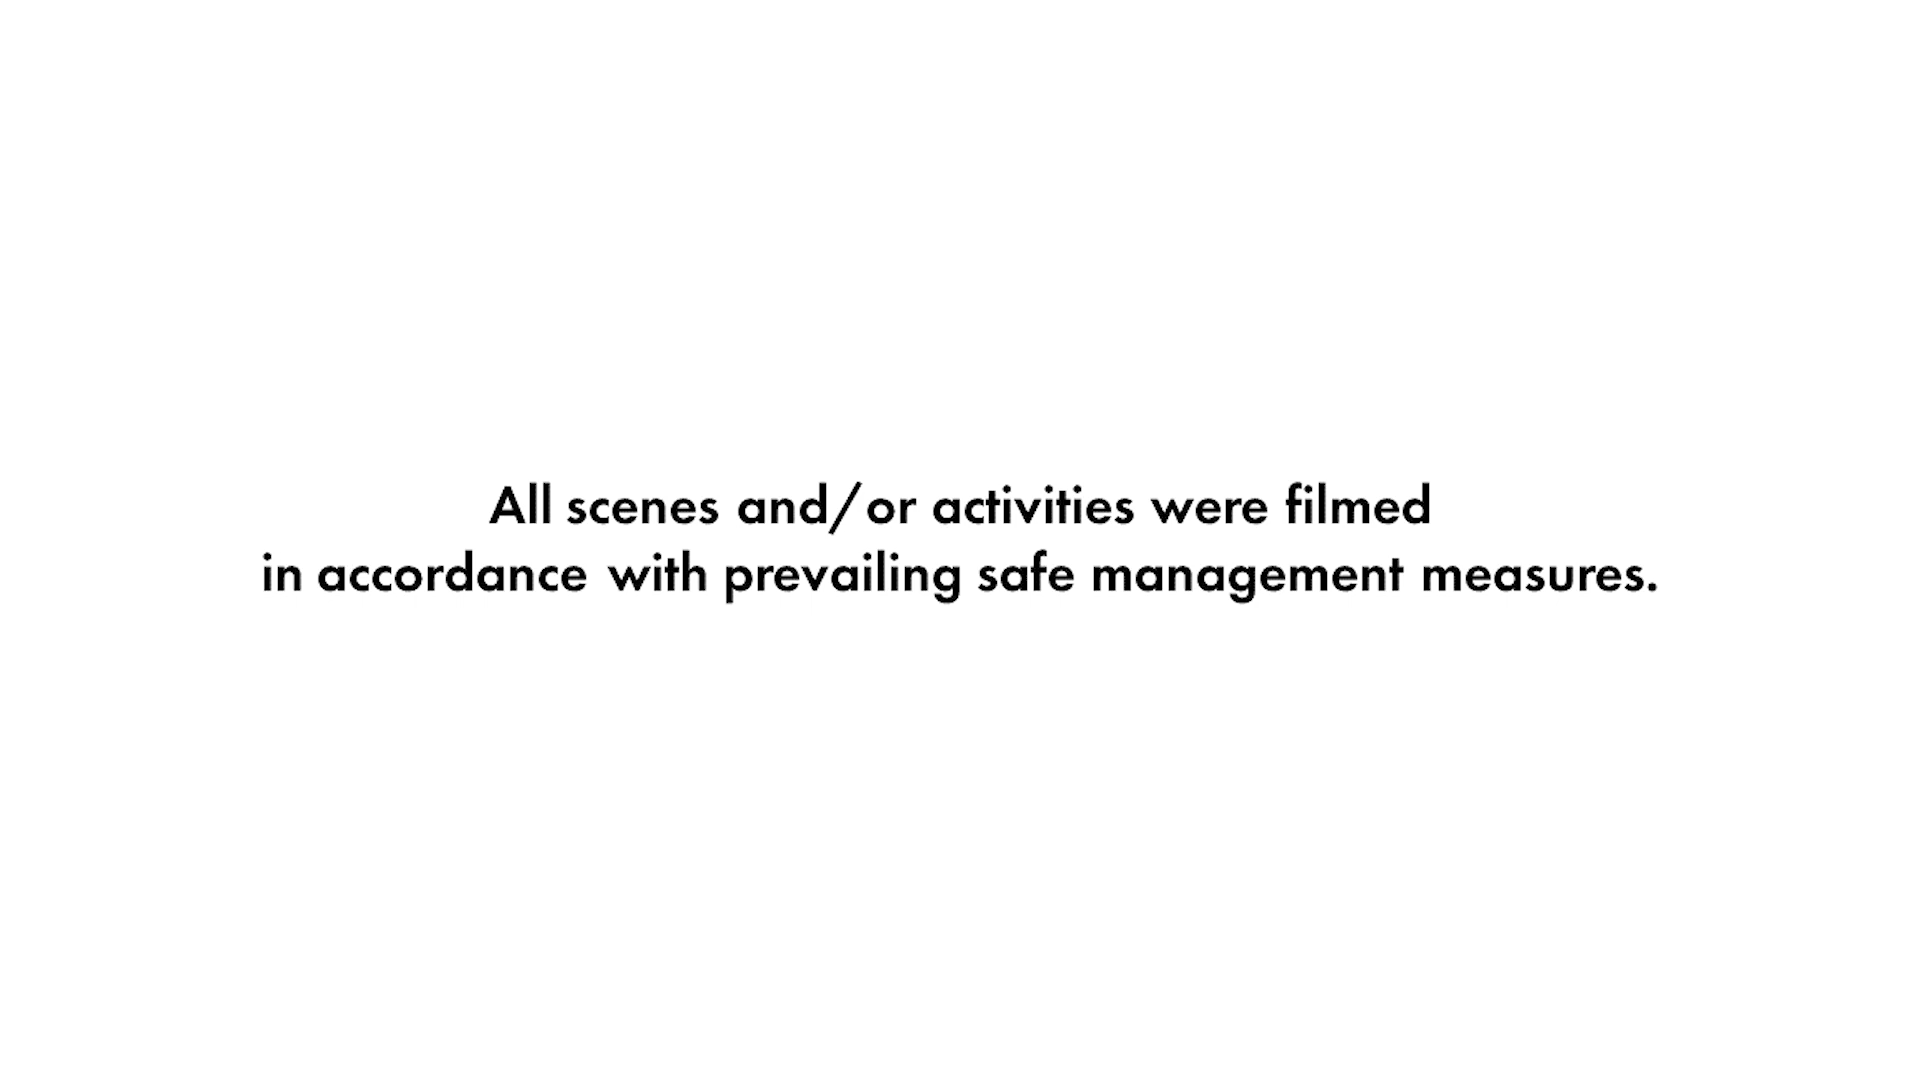 All scenes and/or activities were filmed
in accordance with prevailing safe management measures.